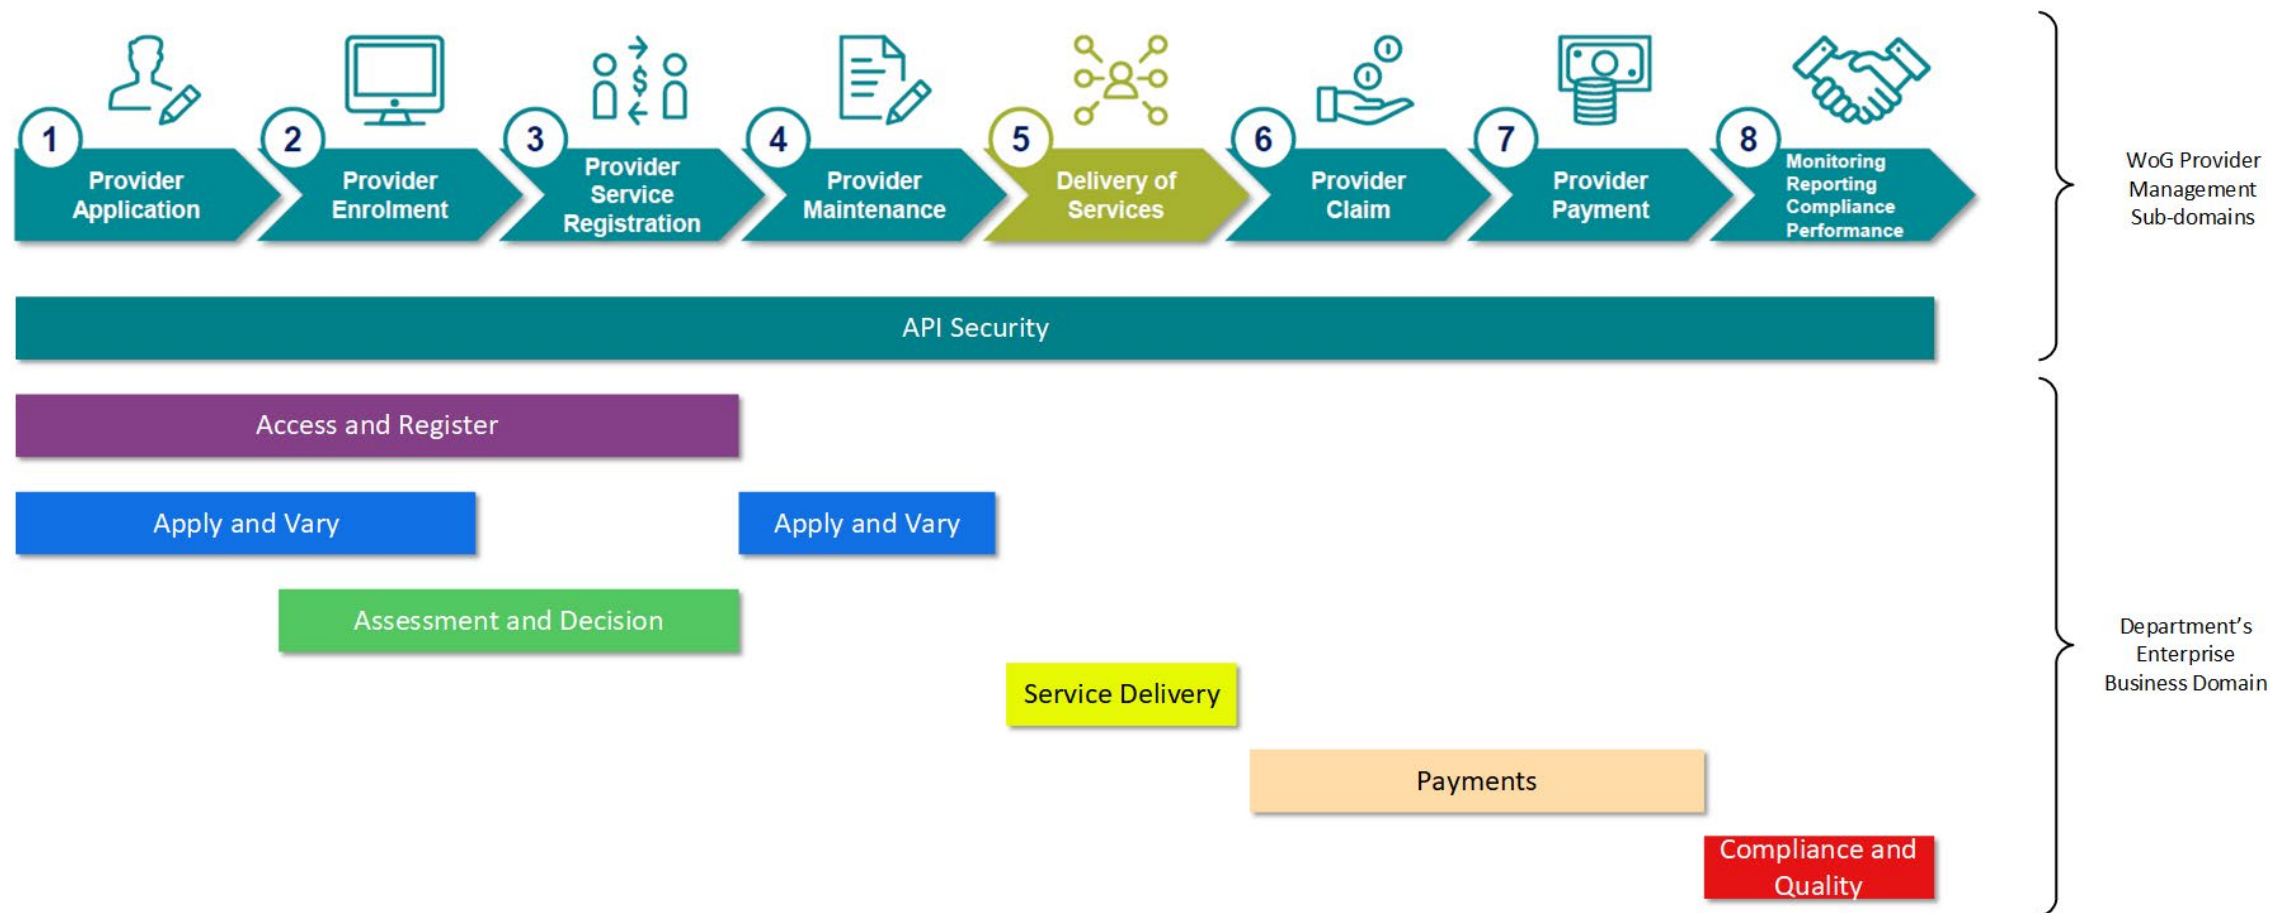 1
Provider
Application
2
Provider
Enrolment
3
Provider
Service
Registration
$
4
Provider
Maintenance
5
Delivery of
Services
6
Provider
Claim
7
Provider
Payment
8
Monitoring
Reporting
Compliance
Performance
WoG Provider
Management
Sub-domains
API Security
Access and Register
Apply and Vary
Apply and Vary
Assessment and Decision
Service Delivery
Payments
Compliance and
Quality
Department’s
Enterprise
Business Domain